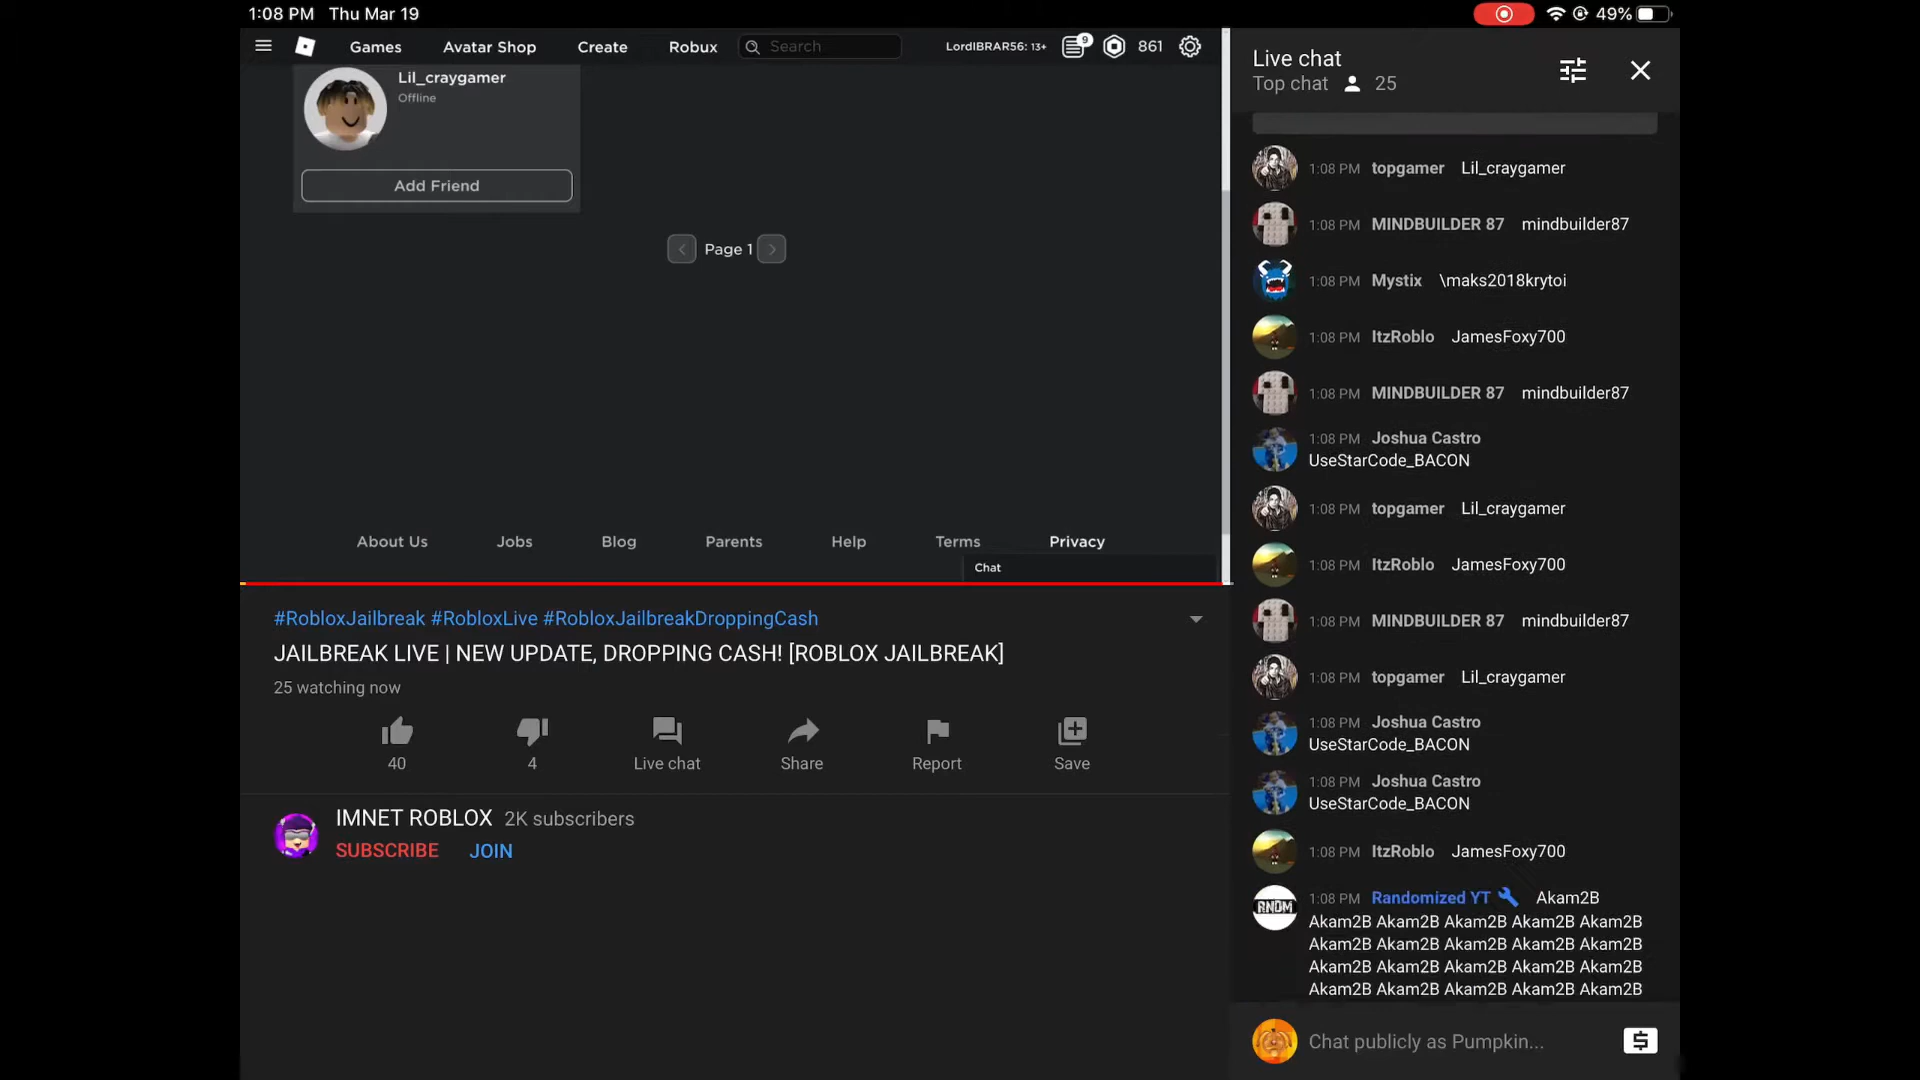 1:08 PM Thu Mar 19
49%
Games Avatar Shop Create Robux Search LordIBRAR56: 13+ 9 861
Lil_craygamer
Offline
Add Friend
Page 1
About Us Jobs Blog Parents Help Terms Privacy
Chat
#RobloxJailbreak #RobloxLive #RobloxJailbreakDroppingCash
JAILBREAK LIVE | NEW UPDATE, DROPPING CASH! [ROBLOX JAILBREAK]
25 watching now
40 4 Live chat Share Report Save
IMNET ROBLOX 2K subscribers
SUBSCRIBE JOIN
Live chat
Top chat 25
1:08 PM topgamer Lil_craygamer
1:08 PM MINDBUILDER 87 mindbuilder87
1:08 PM Mystix \maks2018krytoi
1:08 PM ItzRoblo JamesFoxy700
1:08 PM MINDBUILDER 87 mindbuilder87
1:08 PM Joshua Castro
UseStarCode_BACON
1:08 PM topgamer Lil_craygamer
1:08 PM ItzRoblo JamesFoxy700
1:08 PM MINDBUILDER 87 mindbuilder87
1:08 PM topgamer Lil_craygamer
1:08 PM Joshua Castro
UseStarCode_BACON
1:08 PM Joshua Castro
UseStarCode_BACON
1:08 PM ItzRoblo JamesFoxy700
RNDM 1:08 PM Randomized YT Akam2B
Akam2B Akam2B Akam2B Akam2B Akam2B
Akam2B Akam2B Akam2B Akam2B Akam2B
Akam2B Akam2B Akam2B Akam2B Akam2B
Akam2B Akam2B Akam2B Akam2B Akam2B
Chat publicly as Pumpkin...